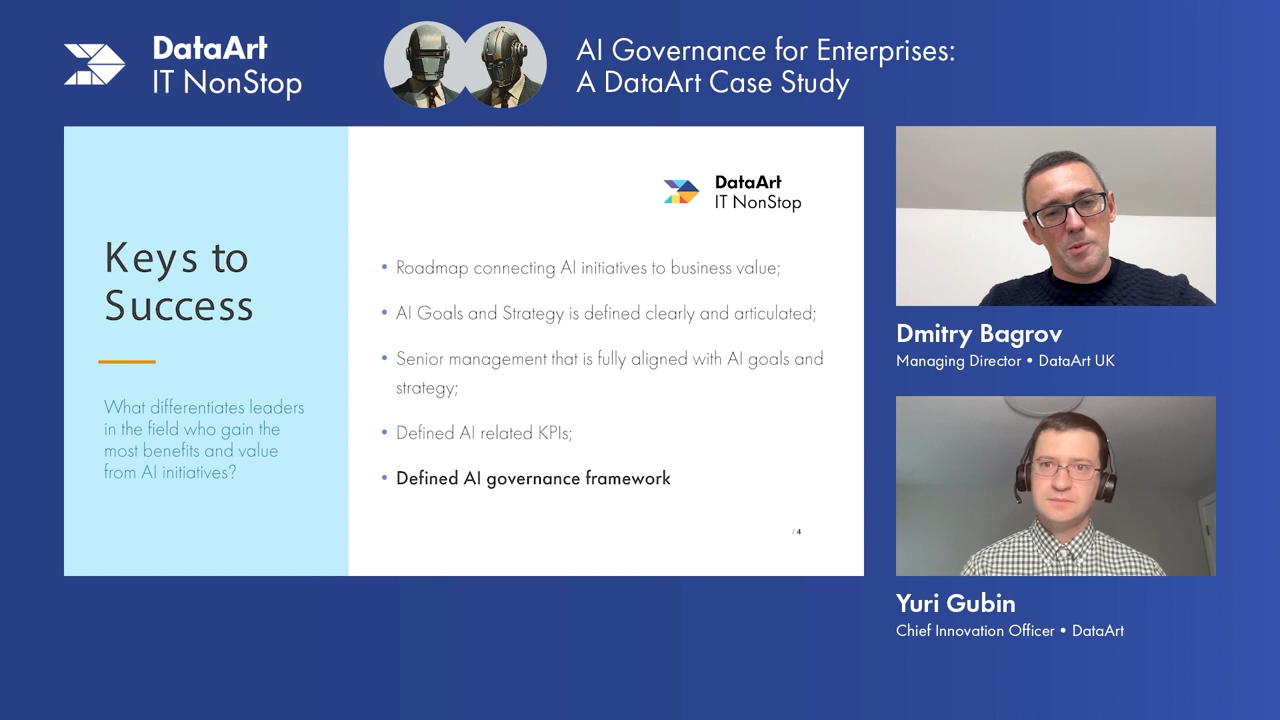 DataArt
IT NonStop
AI Governance for Enterprises:
A DataArt Case Study
Keys to
Success
What differentiates leaders
in the field who gain the
most benefits and value
from AI initiatives?
DataArt
IT NonStop
• Roadmap connecting AI initiatives to business value;
• AI Goals and Strategy is defined clearly and articulated;
• Senior management that is fully aligned with AI goals and
strategy;
• Defined AI related KPIs;
• Defined AI governance framework
/ 4
Dmitry Bagrov
Managing Director • DataArt UK
Yuri Gubin
Chief Innovation Officer • DataArt